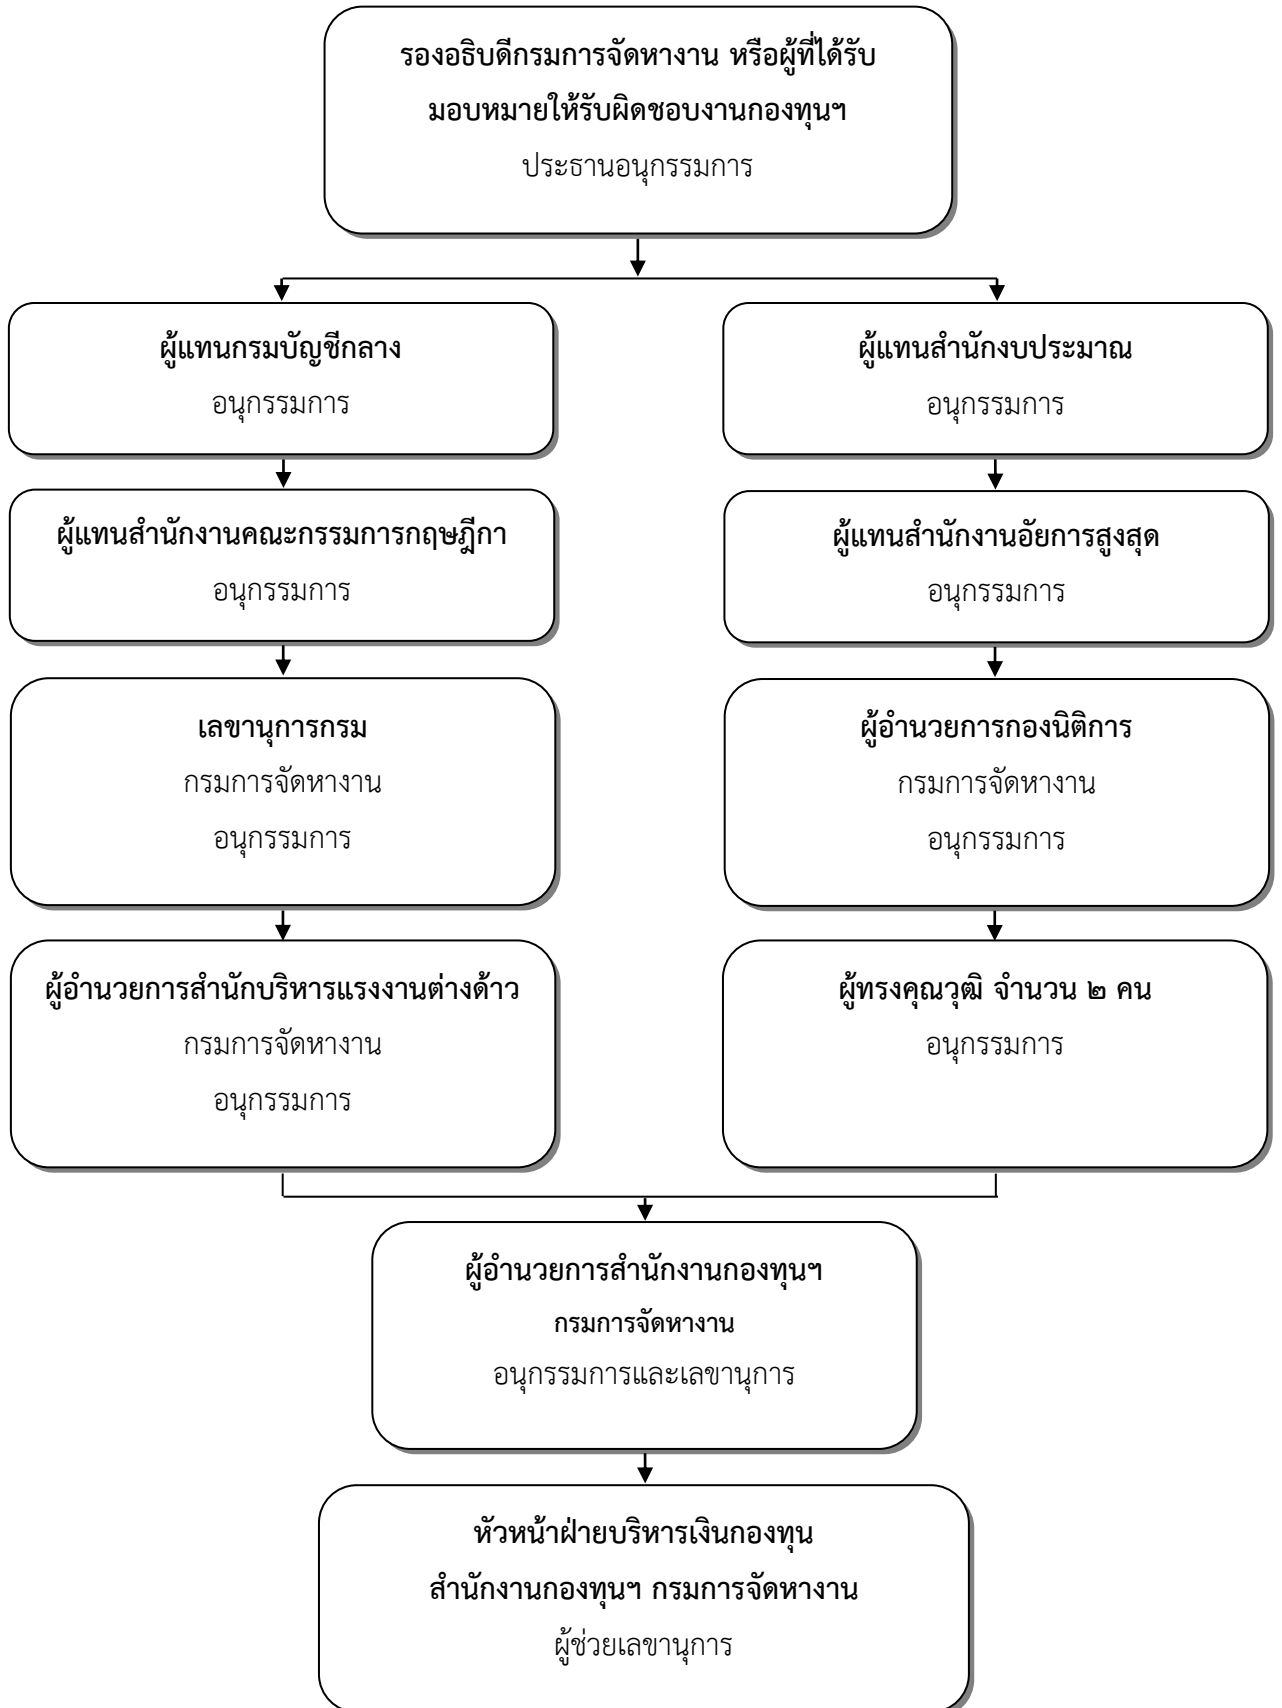 รองอธิบดีกรมการจัดหางาน หรือผู้ที่ได้รับ
มอบหมายให้รับผิดชอบงานกองทุนฯ
ประธานอนุกรรมการ
ผู้แทนกรมบัญชีกลาง
อนุกรรมการ
ผู้แทนสำนักงบประมาณ
อนุกรรมการ
ผู้แทนสำนักงานคณะกรรมการกฤษฎีกา
อนุกรรมการ
ผู้แทนสำนักงานอัยการสูงสุด
อนุกรรมการ
เลขานุการกรม
กรมการจัดหางาน
อนุกรรมการ
ผู้อำนวยการกองนิติการ
กรมการจัดหางาน
อนุกรรมการ
ผู้อำนวยการสำนักบริหารแรงงานต่างด้าว
กรมการจัดหางาน
อนุกรรมการ
ผู้ทรงคุณวุฒิ จำนวน ๒ คน
อนุกรรมการ
ผู้อำนวยการสำนักงานกองทุนฯ
กรมการจัดหางาน
อนุกรรมการและเลขานุการ
หัวหน้าฝ่ายบริหารเงินกองทุน
สำนักงานกองทุนฯ กรมการจัดหางาน
ผู้ช่วยเลขานุการ